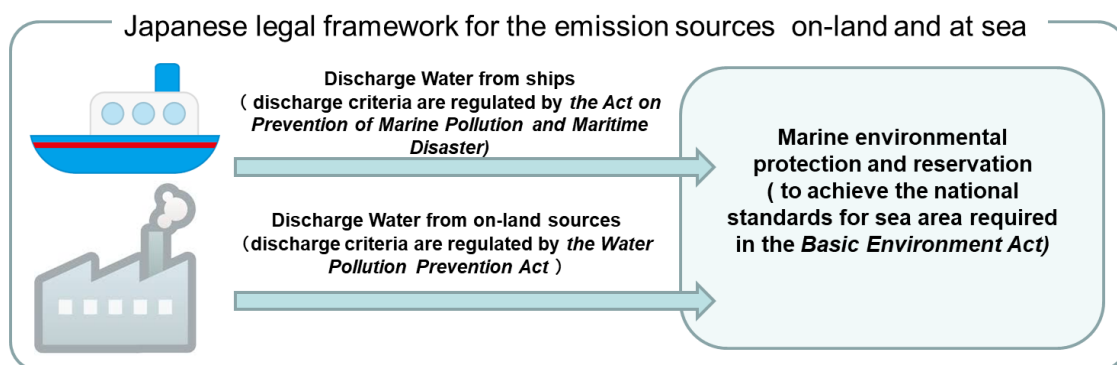 Japanese legal framework for the emission sources on-land and at sea
Discharge Water from ships
（ discharge criteria are regulated by the Act on
Prevention of Marine Pollution and Maritime
Disaster)
Discharge Water from on-land sources
（discharge criteria are regulated by the Water
Pollution Prevention Act ）
Marine environmental
protection and reservation
( to achieve the national
standards for sea area required
in the Basic Environment Act)